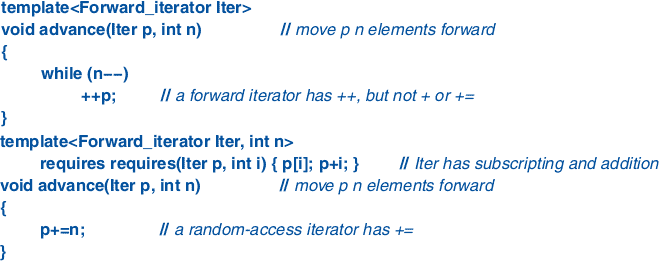 template<Forward_iterator Iter>
void advance(Iter p, int n) // move p n elements forward
{
while (n−−)
++p; // a forward iterator has ++, but not + or +=
}
template<Forward_iterator Iter, int n>
requires requires(Iter p, int i) { p[i]; p+i; } // Iter has subscripting and addition
void advance(Iter p, int n) // move p n elements forward
{
p+=n; // a random-access iterator has +=
}